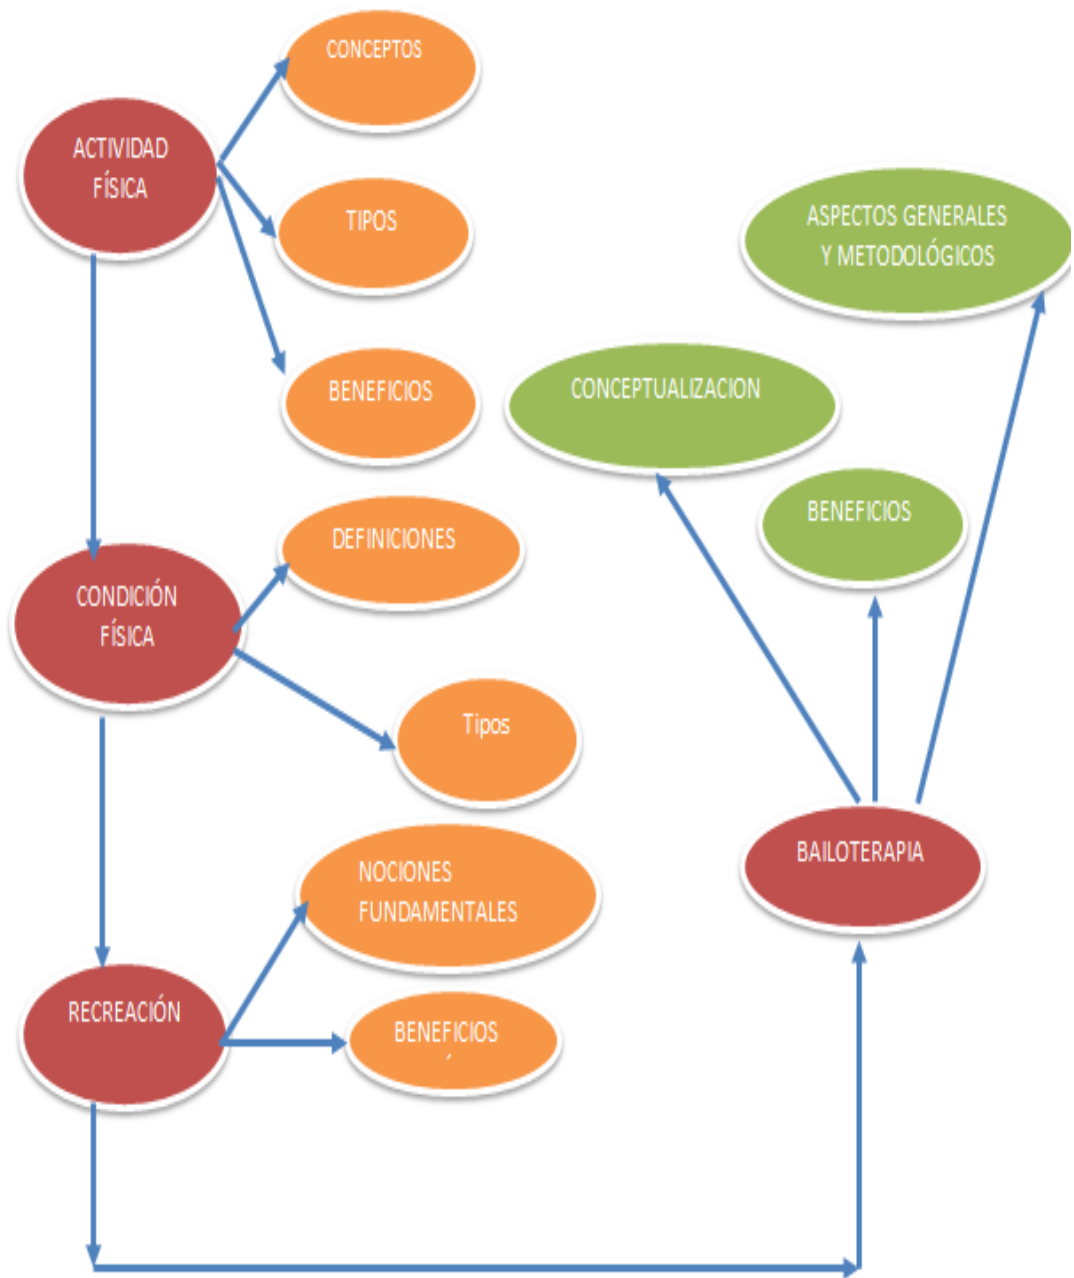 CONCEPTOS
ACTIVIDAD
FÍSICA
TIPOS
BENEFICIOS
DEFINICIONES
CONDICIÓN
FÍSICA
Tipos
NOCIONES
FUNDAMENTALES
RECREACIÓN
BENEFICIOS
ASPECTOS GENERALES
Y METODOLÓGICOS
CONCEPTUALIZACION
BENEFICIOS
BAILOTERAPIA